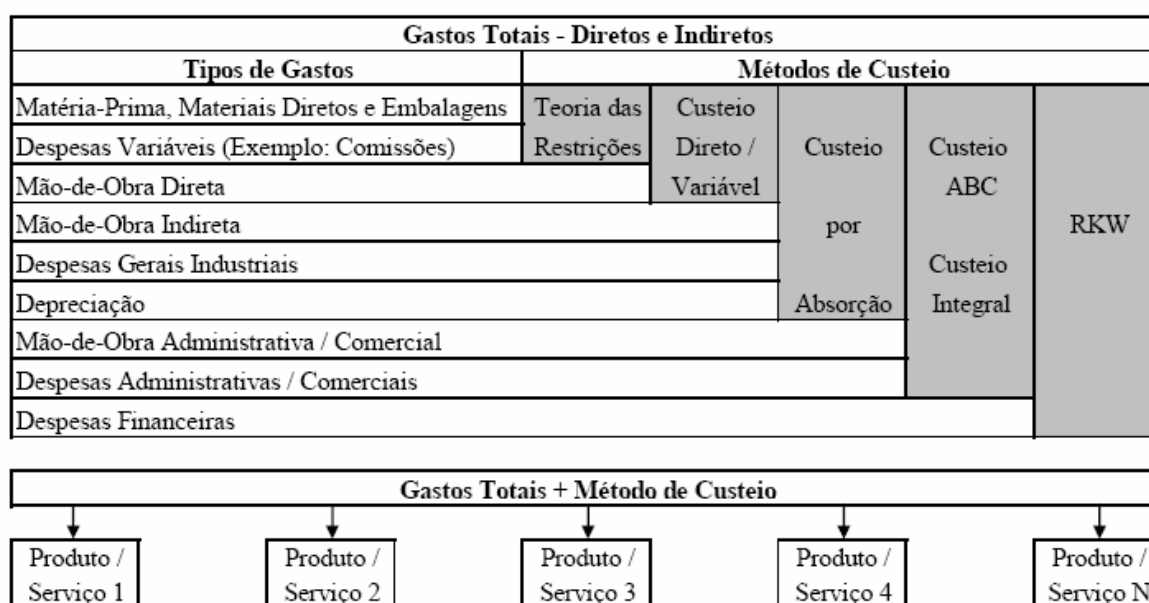 Gastos Totais - Diretos e Indiretos
Tipos de Gastos Métodos de Custeio
Matéria-Prima, Materiais Diretos e Embalagens Teoria das Custeio
Despesas Variáveis (Exemplo: Comissões) Restrições Direto / Custeio Custeio
Mão-de-Obra Direta Variável ABC
Mão-de-Obra Indireta por RKW
Despesas Gerais Industriais Custeio
Depreciação Absorção Integral
Mão-de-Obra Administrativa / Comercial
Despesas Administrativas / Comerciais
Despesas Financeiras
Gastos Totais + Método de Custeio
Produto / Produto / Produto / Produto / Produto /
Serviço 1 Serviço 2 Serviço 3 Serviço 4 Serviço N